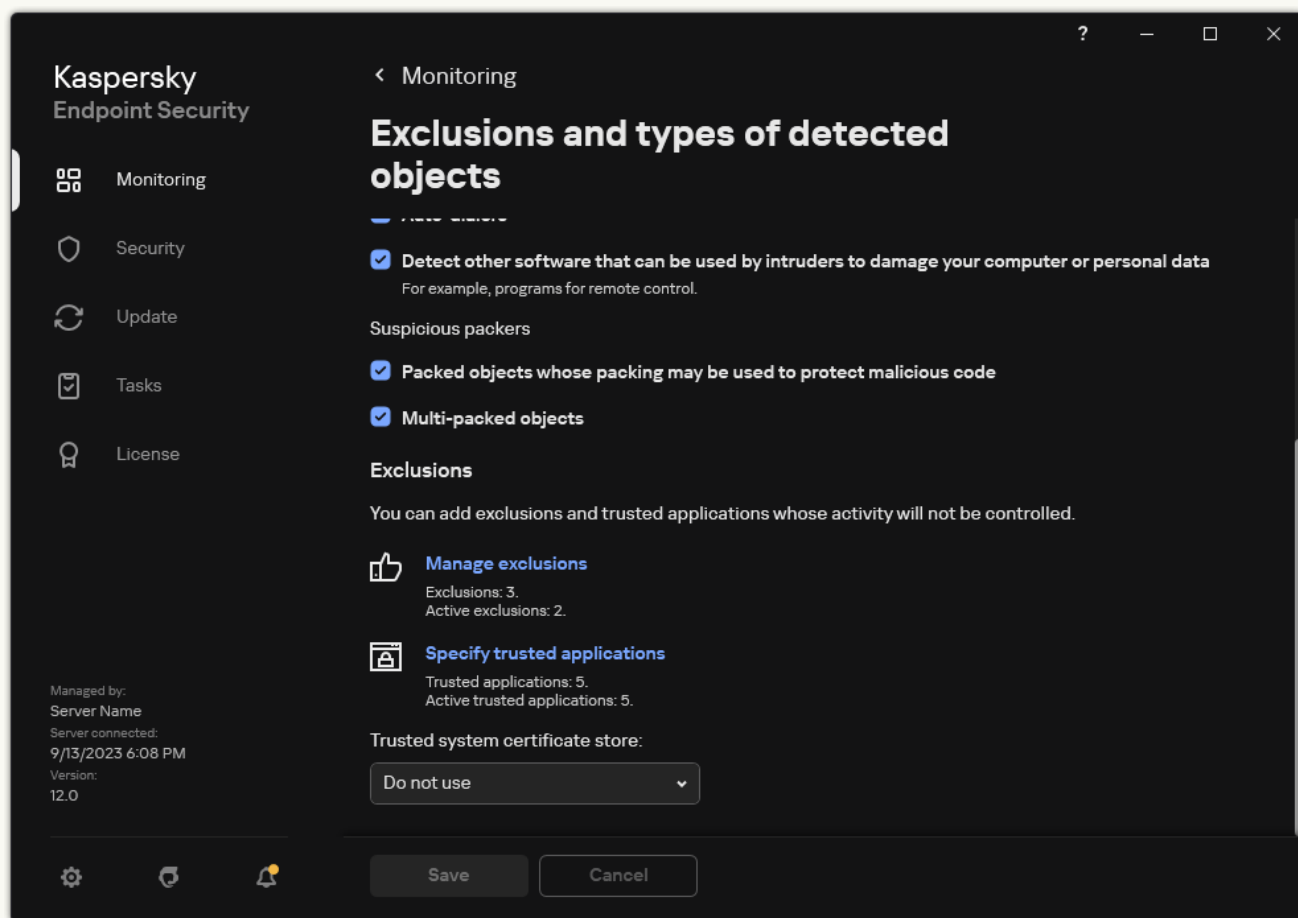 ?
Kaspersky
Endpoint Security
Monitoring
Security
Update
Tasks
License
Managed by:
Server Name
Server connected:
9/13/2023 6:08 PM
Version:
12.0
Monitoring
Exclusions and types of detected
objects
Detect other software that can be used by intruders to damage your computer or personal data
For example, programs for remote control.
Suspicious packers
Packed objects whose packing may be used to protect malicious code
Multi-packed objects
Exclusions
You can add exclusions and trusted applications whose activity will not be controlled.
Manage exclusions
Exclusions: 3.
Active exclusions: 2.
Specify trusted applications
Trusted applications: 5.
Active trusted applications: 5.
Trusted system certificate store:
Do not use
Save
Cancel